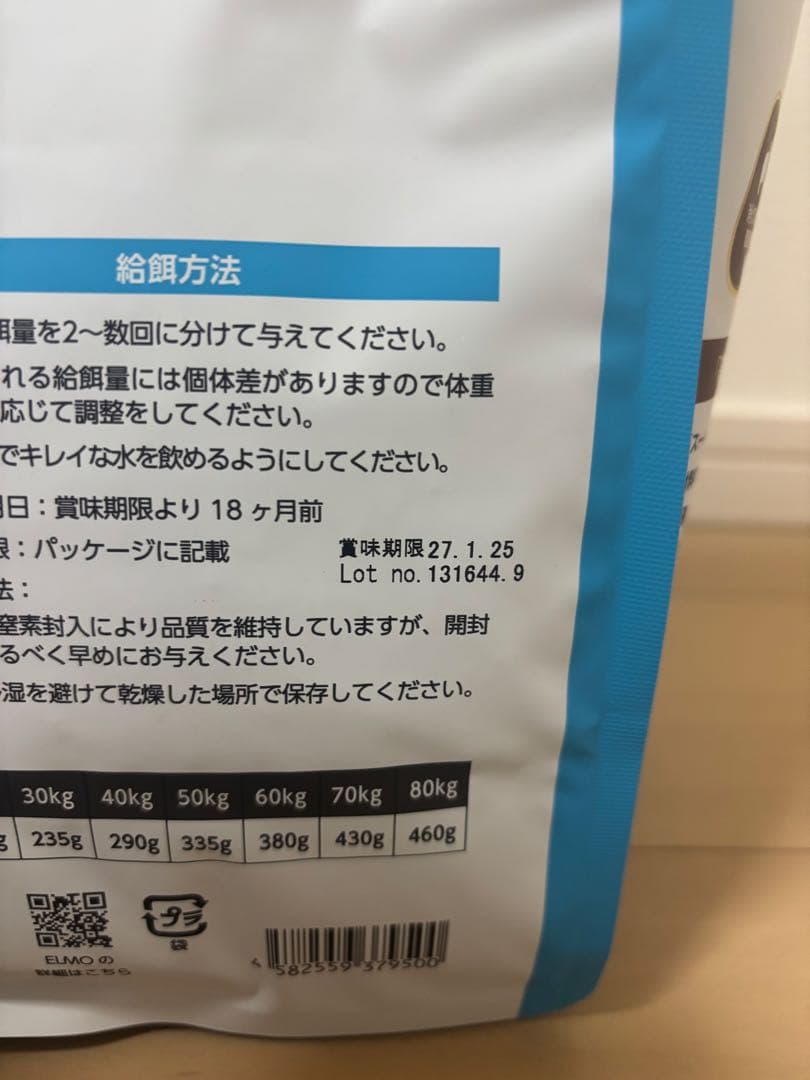 給餌方法
餌量を2〜数回に分けて与えてください。
れる給餌量には個体差がありますので体重
応じて調整をしてください。
でキレイな水を飲めるようにしてください。
日：賞味期限より 18 ヶ月前
限：パッケージに記載
賞味期限27.1.25
Lot no.131644.9
法：
窒素封入により品質を維持していますが、開封
るべく早めにお与えください。
湿を避けて乾燥した場所で保存してください。
30kg 40kg 50kg 60kg 70kg 80kg
g 235g 290g 335g 380g 430g 460g
プラ
袋
ELMO の
詳細はこちら
4 582559 379500